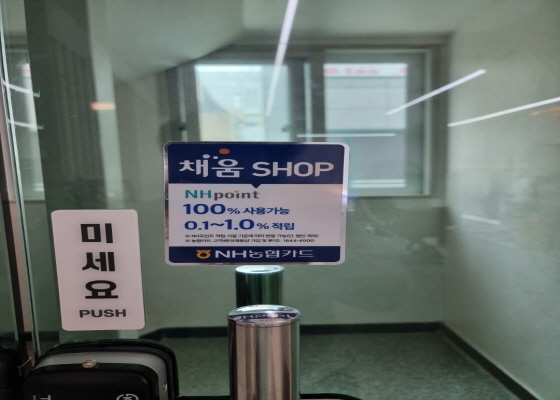 채움 SHOP
NHpoint
100% 사용가능
0.1~1.0% 적립
NH농협카드
미
세
요
PUSH